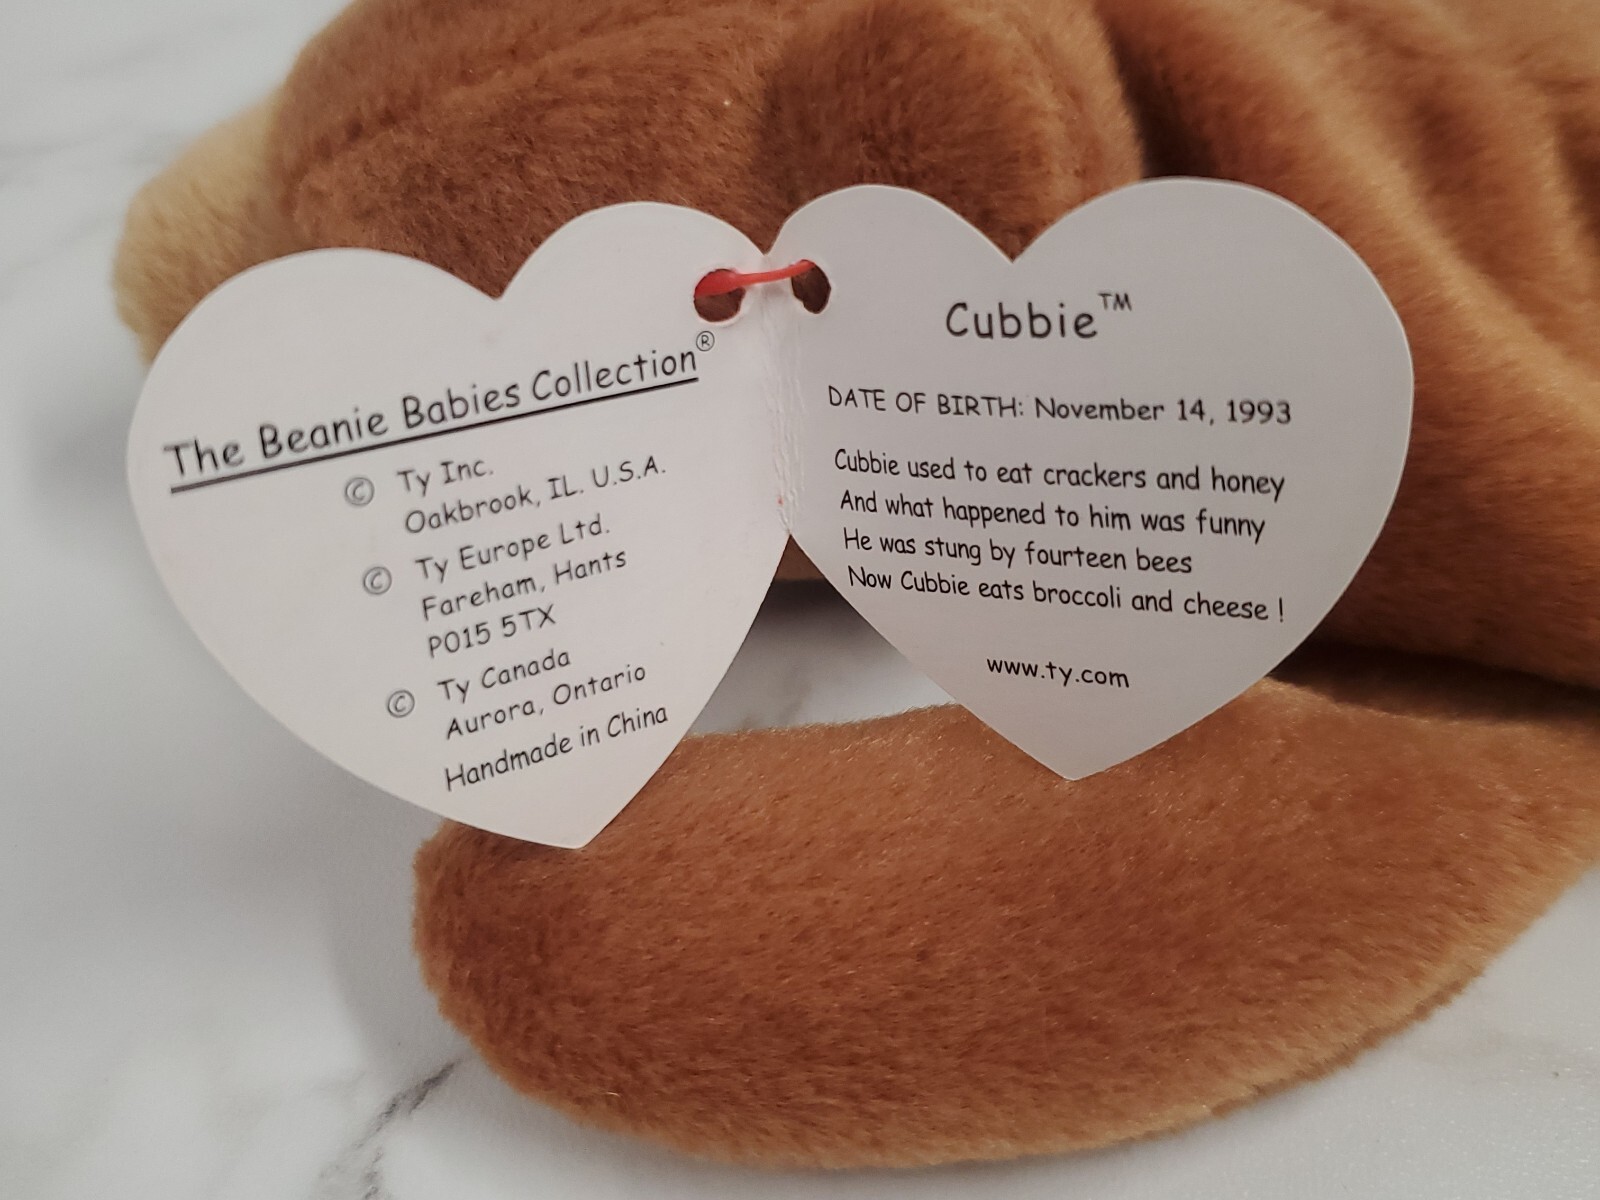 The Beanie Babies Collection®
© Ty Inc.
Oakbrook, IL. U.S.A.
© Ty Europe Ltd.
Fareham, Hants
PO15 5TX
© Ty Canada
Aurora, Ontario
Handmade in China
Cubbie™
DATE OF BIRTH: November 14, 1993
Cubbie used to eat crackers and honey
And what happened to him was funny
He was stung by fourteen bees
Now Cubbie eats broccoli and cheese !
www.ty.com